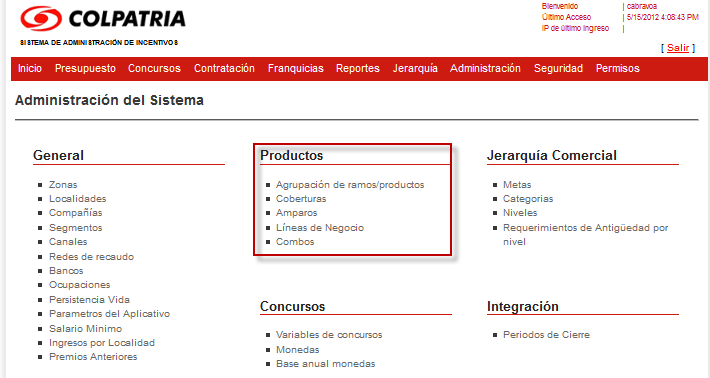 COLPATRIA
SISTEMA DE ADMINISTRACIÓN DE INCENTIVOS
Bienvenido | cabravoa
Último Acceso | 5/15/2012 4:08:43 PM
IP de último Ingreso |
[ Salir ]
Inicio Presupuesto Concursos Contratación Franquicias Reportes Jerarquía Administración Seguridad Permisos
Administración del Sistema
General
Zonas
Localidades
Compañías
Segmentos
Canales
Redes de recaudo
Bancos
Ocupaciones
Persistencia Vida
Parametros del Aplicativo
Salario Minimo
Ingresos por Localidad
Premios Anteriores
Productos
Agrupación de ramos/productos
Coberturas
Amparos
Líneas de Negocio
Combos
Jerarquía Comercial
Metas
Categorias
Niveles
Requerimientos de Antigüedad por
nivel
Concursos
Variables de concursos
Monedas
Base anual monedas
Integración
Periodos de Cierre